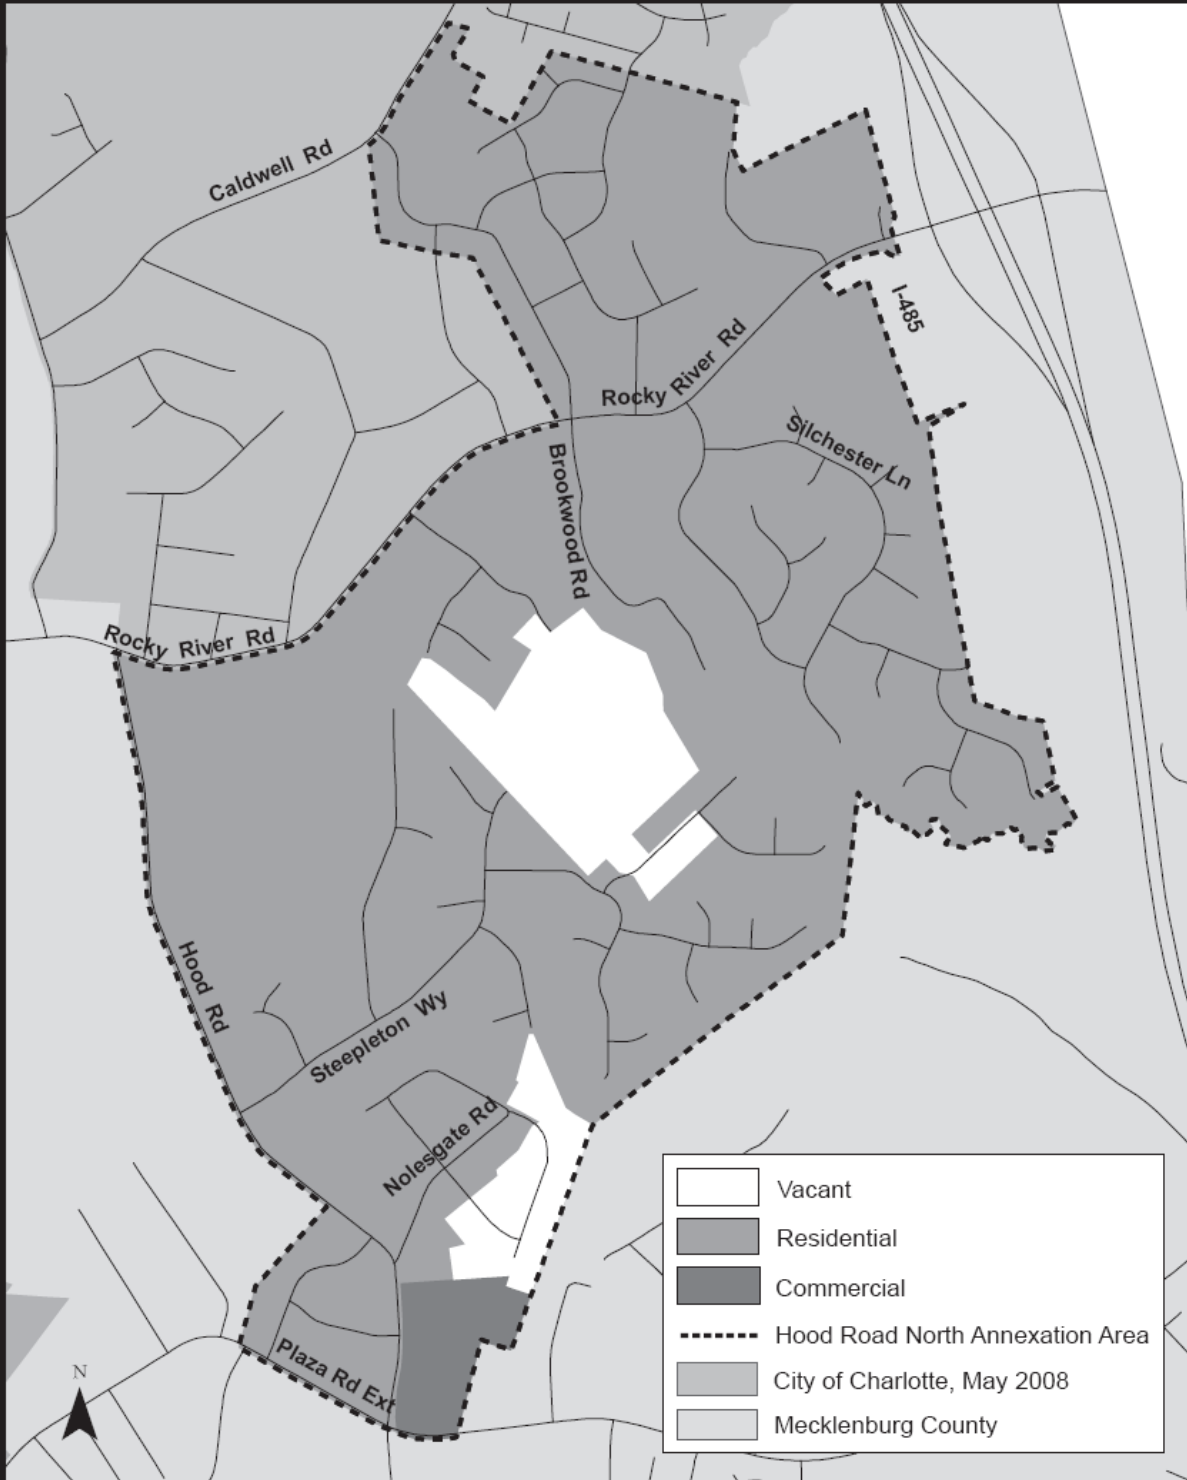 Caldwell Rd
I-485
Rocky River Rd
Silchester Ln
Brookwood Rd
Rocky River Rd
Hood Rd
Steepleton Wy
Nolesgate Rd
Plaza Rd Ext
N
Vacant
Residential
Commercial
Hood Road North Annexation Area
City of Charlotte, May 2008
Mecklenburg County